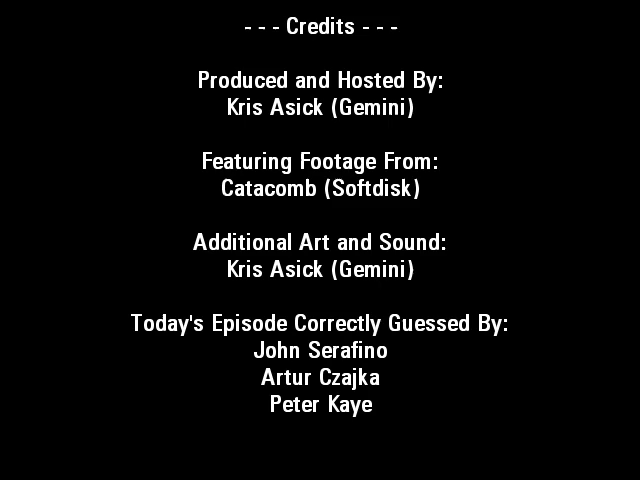 - - - Credits - - -
Produced and Hosted By:
Kris Asick (Gemini)
Featuring Footage From:
Catacomb (Softdisk)
Additional Art and Sound:
Kris Asick (Gemini)
Today's Episode Correctly Guessed By:
John Serafino
Artur Czajka
Peter Kaye